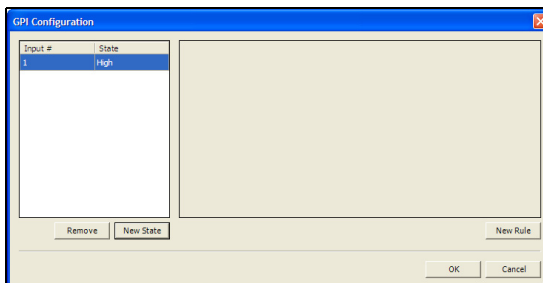 GPI Configuration
Input # State
1 High
Remove New State
New Rule
OK Cancel